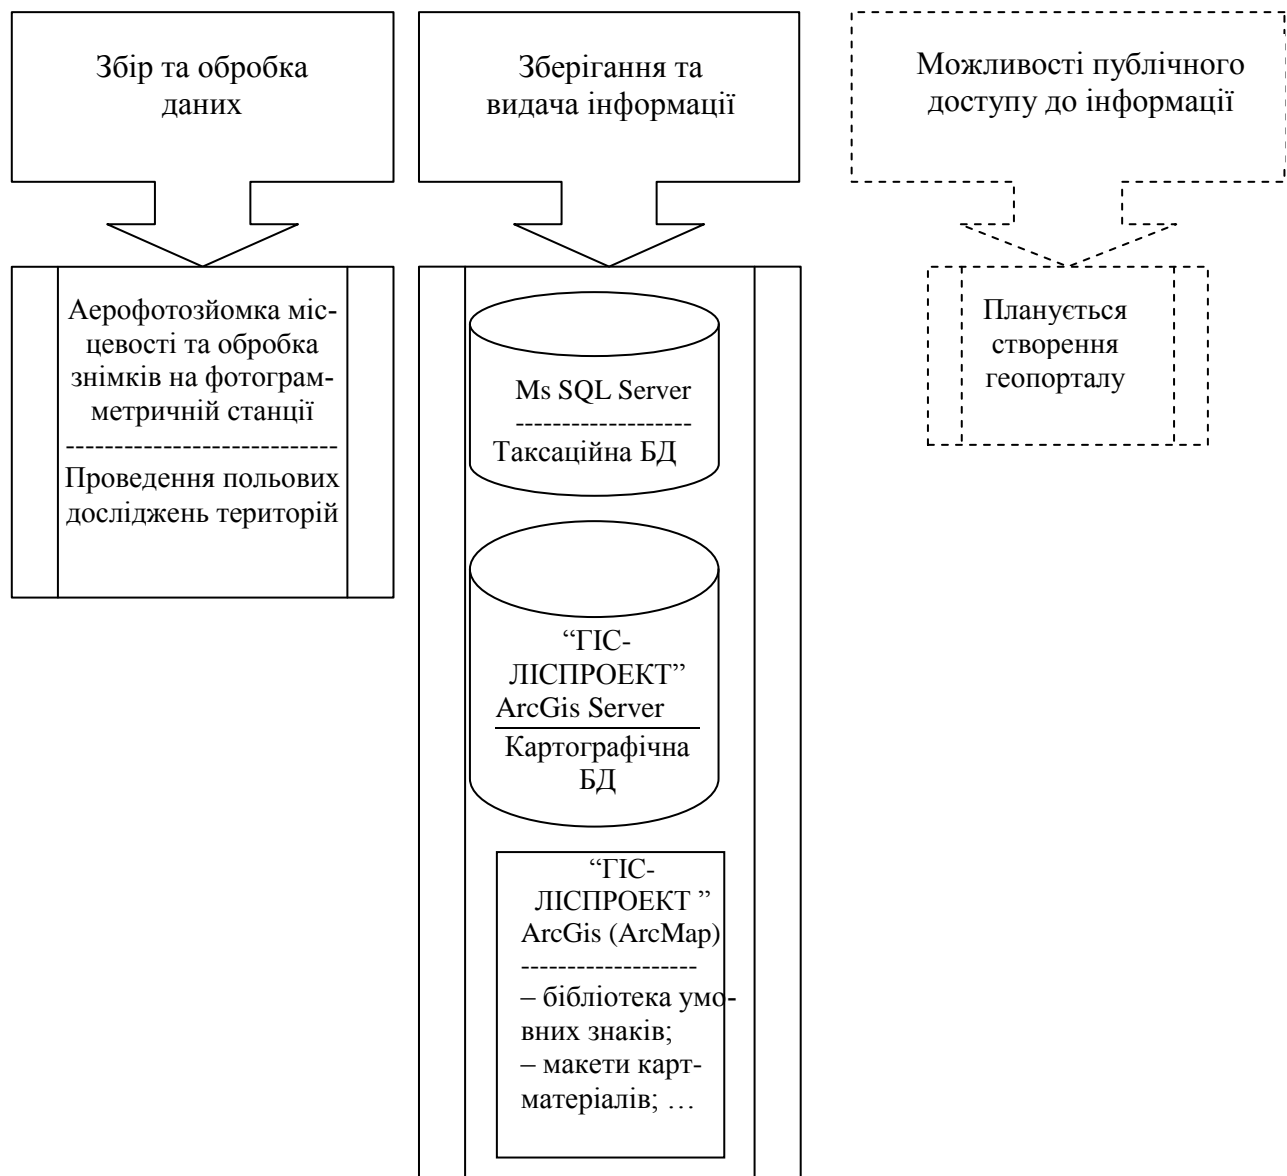 Збір та обробка
даних
Зберігання та
видача інформації
Можливості публічного
доступу до інформації
Аерофотозйомка міс-
цевості та обробка
знімків на фотограм-
метричній станції
----------------------------
Проведення польових
досліджень територій
Ms SQL Server
-------------------
Таксаційна БД
“ГІС-
ЛІСПРОЕКТ”
ArcGis Server
Картографічна
БД
“ГІС-
ЛІСПРОЕКТ ”
ArcGis (ArcMap)
-------------------
– бібліотека умо-
вних знаків;
– макети карт-
матеріалів; …
Планується
створення
геопорталу